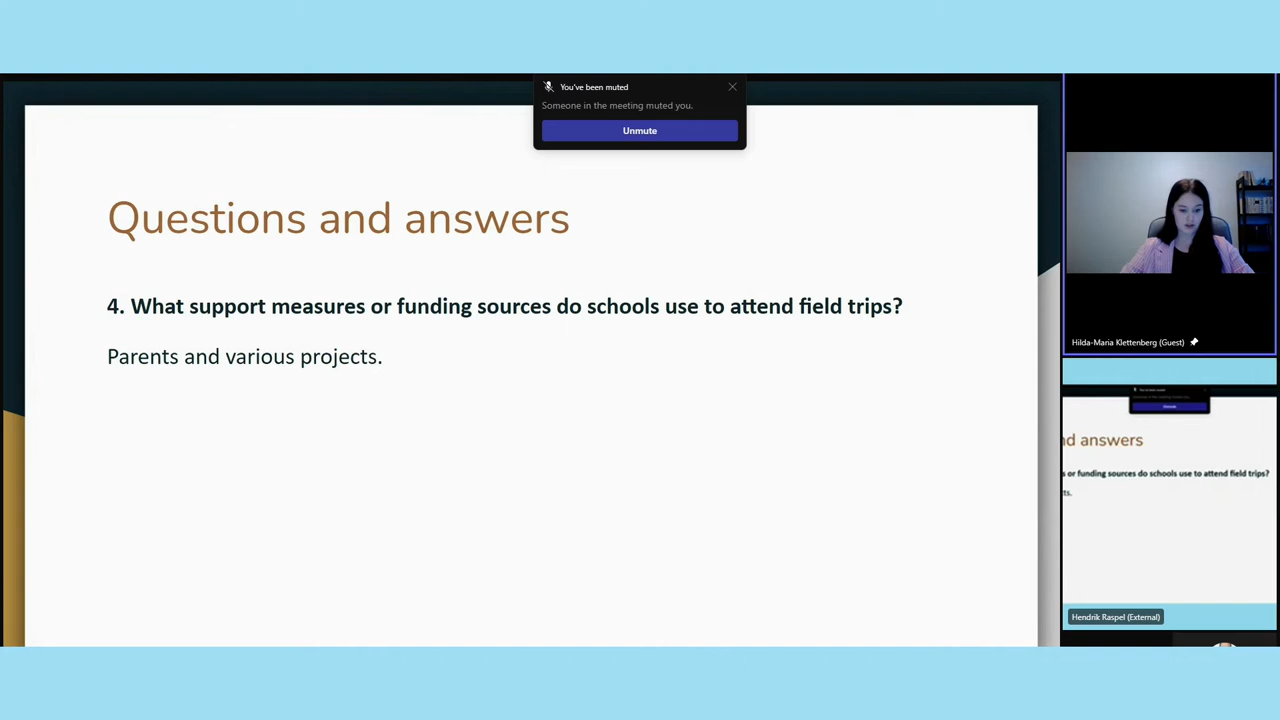 You've been muted
Someone in the meeting muted you.
Unmute
Questions and answers
4. What support measures or funding sources do schools use to attend field trips?
Parents and various projects.
Hilda-Maria Klettenberg (Guest)
nd answers
s or funding sources do schools use to attend field trips?
ts.
Hendrik Raspel (External)